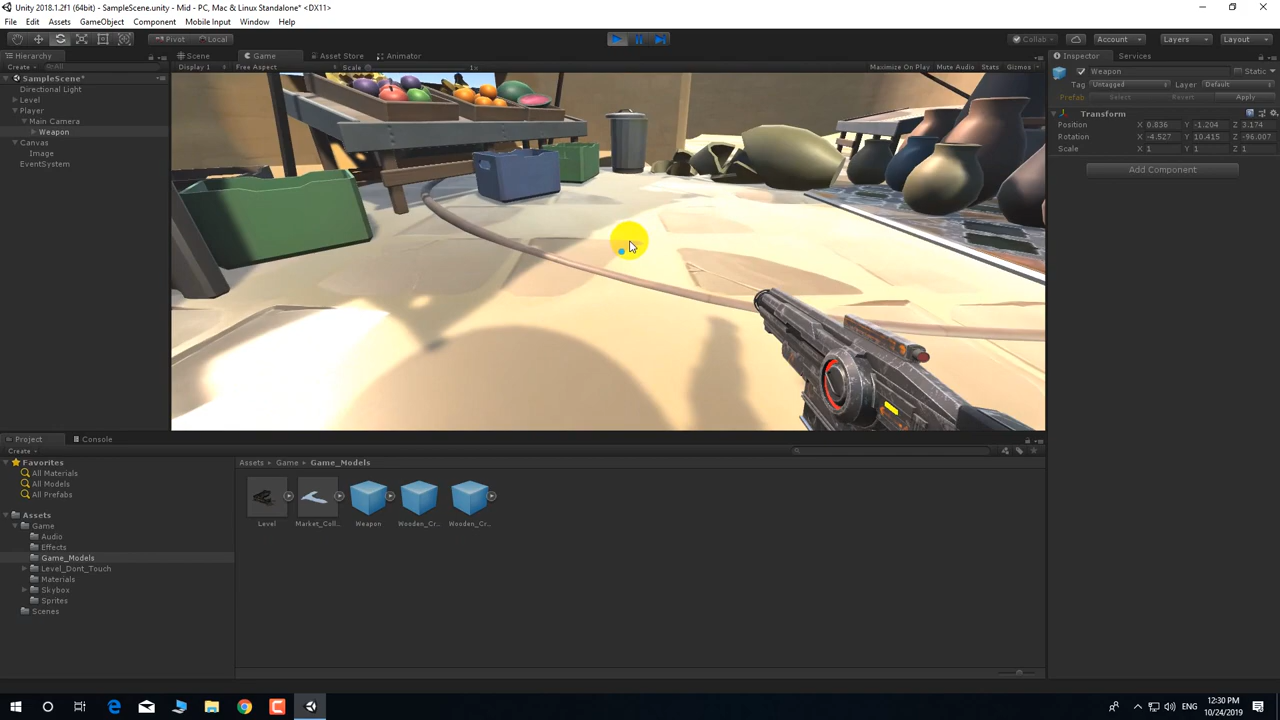 Unity 2018.1.2f1 (64bit) - SampleScene.unity - Mid - PC, Mac & Linux Standalone* <DX11>
File Edit Assets GameObject Component Mobile Input Window Help
Pivot Local Collab Account Layers Layout
Hierarchy Scene Game Asset Store Animator Inspector Services
Create All Display 1 Free Aspect Scale 1x Maximize On Play Mute Audio Stats Gizmos
Weapon Static
SampleScene*
Tag Untagged Layer Default
Directional Light
Prefab Select Revert Apply
Level
Player
Transform
Main Camera
Position X 0.836 Y -1.204 Z 3.174
Weapon
Rotation X -4.527 Y 10.415 Z -96.007
Canvas
Scale X 1 Y 1 Z 1
Image
EventSystem
Add Component
Project Console
Create
Favorites
All Materials
All Models
All Prefabs
Assets Game Game_Models
Assets
Game
Audio
Effects
Game_Models
Level_Dont_Touch
Materials
Skybox
Sprites
Scenes
Level Market_Coll... Weapon Wooden_Cr... Wooden_Cr...
ENG
12:30 PM
10/24/2019